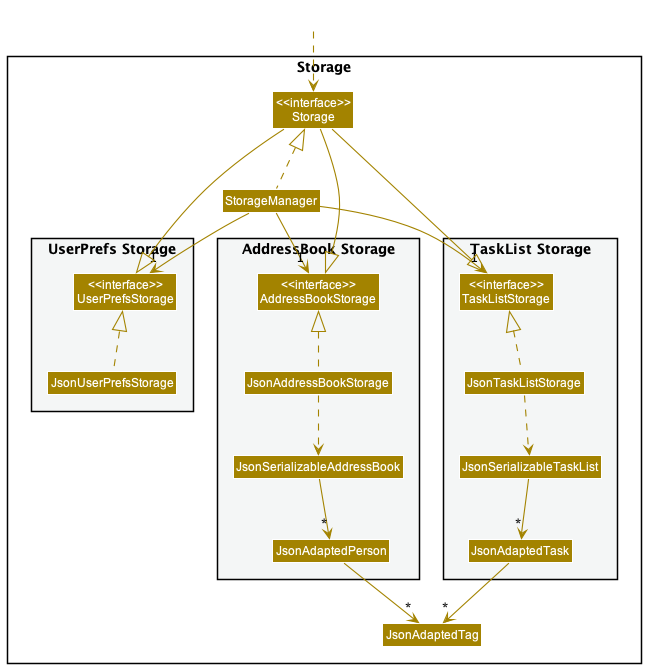 Storage
<<interface>>
Storage
StorageManager
UserPrefs Storage
AddressBook Storage
TaskList Storage
1
1
1
<<interface>>
UserPrefsStorage
<<interface>>
AddressBookStorage
<<interface>>
TaskListStorage
JsonUserPrefsStorage
JsonAddressBookStorage
JsonTaskListStorage
JsonSerializableAddressBook
JsonSerializableTaskList
*
*
JsonAdaptedPerson
JsonAdaptedTask
*
*
JsonAdaptedTag